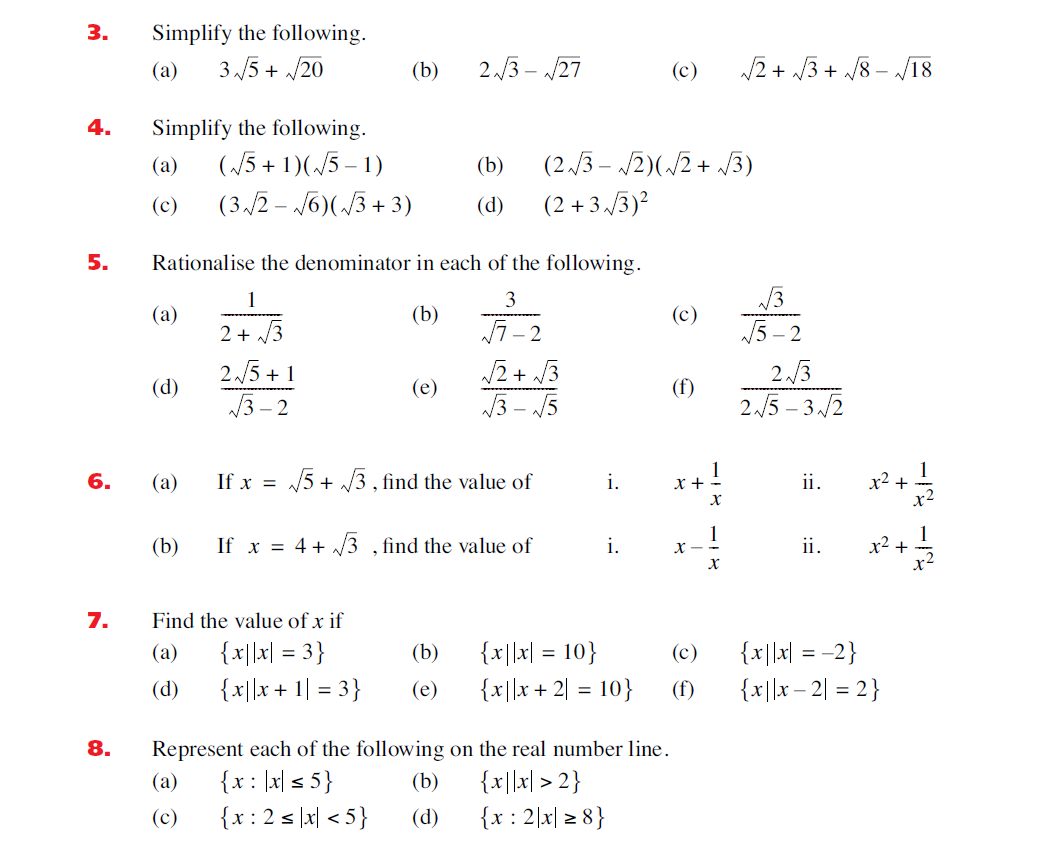 3. Simplify the following.
(a) 3√5 + √20 (b) 2√3 – √27 (c) √2 + √3 + √8 – √18
4. Simplify the following.
(a) (√5 + 1)(√5 – 1) (b) (2√3 – √2)(√2 + √3)
(c) (3√2 – √6)(√3 + 3) (d) (2 + 3√3)²
5. Rationalise the denominator in each of the following.
(a) 1/(2 + √3) (b) 3/(√7 – 2) (c) √3/(√5 – 2)
(d) (2√5 + 1)/(√3 – 2) (e) (√2 + √3)/(√3 – √5) (f) 2√3/(2√5 – 3√2)
6. (a) If x = √5 + √3 , find the value of i. x + 1/x ii. x² + 1/x²
(b) If x = 4 + √3 , find the value of i. x – 1/x ii. x² + 1/x²
7. Find the value of x if
(a) {x||x| = 3} (b) {x||x| = 10} (c) {x||x| = –2}
(d) {x||x + 1| = 3} (e) {x||x + 2| = 10} (f) {x||x – 2| = 2}
8. Represent each of the following on the real number line.
(a) {x : |x| ≤ 5} (b) {x||x| > 2}
(c) {x : 2 ≤ |x| < 5} (d) {x : 2|x| ≥ 8}